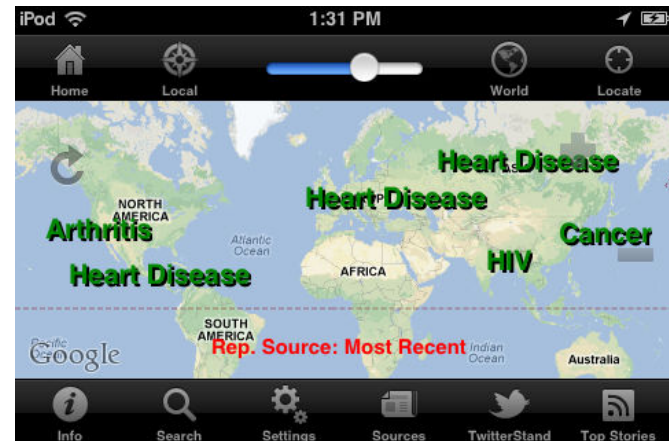 iPod 1:31 PM
Home Local World Locate
Heart Disease
Heart Disease
NORTH
AMERICA
Arthritis
Cancer
Atlantic
Ocean
HIV
Heart Disease
AFRICA
SOUTH
AMERICA
Rep. Source: Most Recent
Indian
Ocean
Google
Australia
Info Search Settings Sources TwitterStand Top Stories